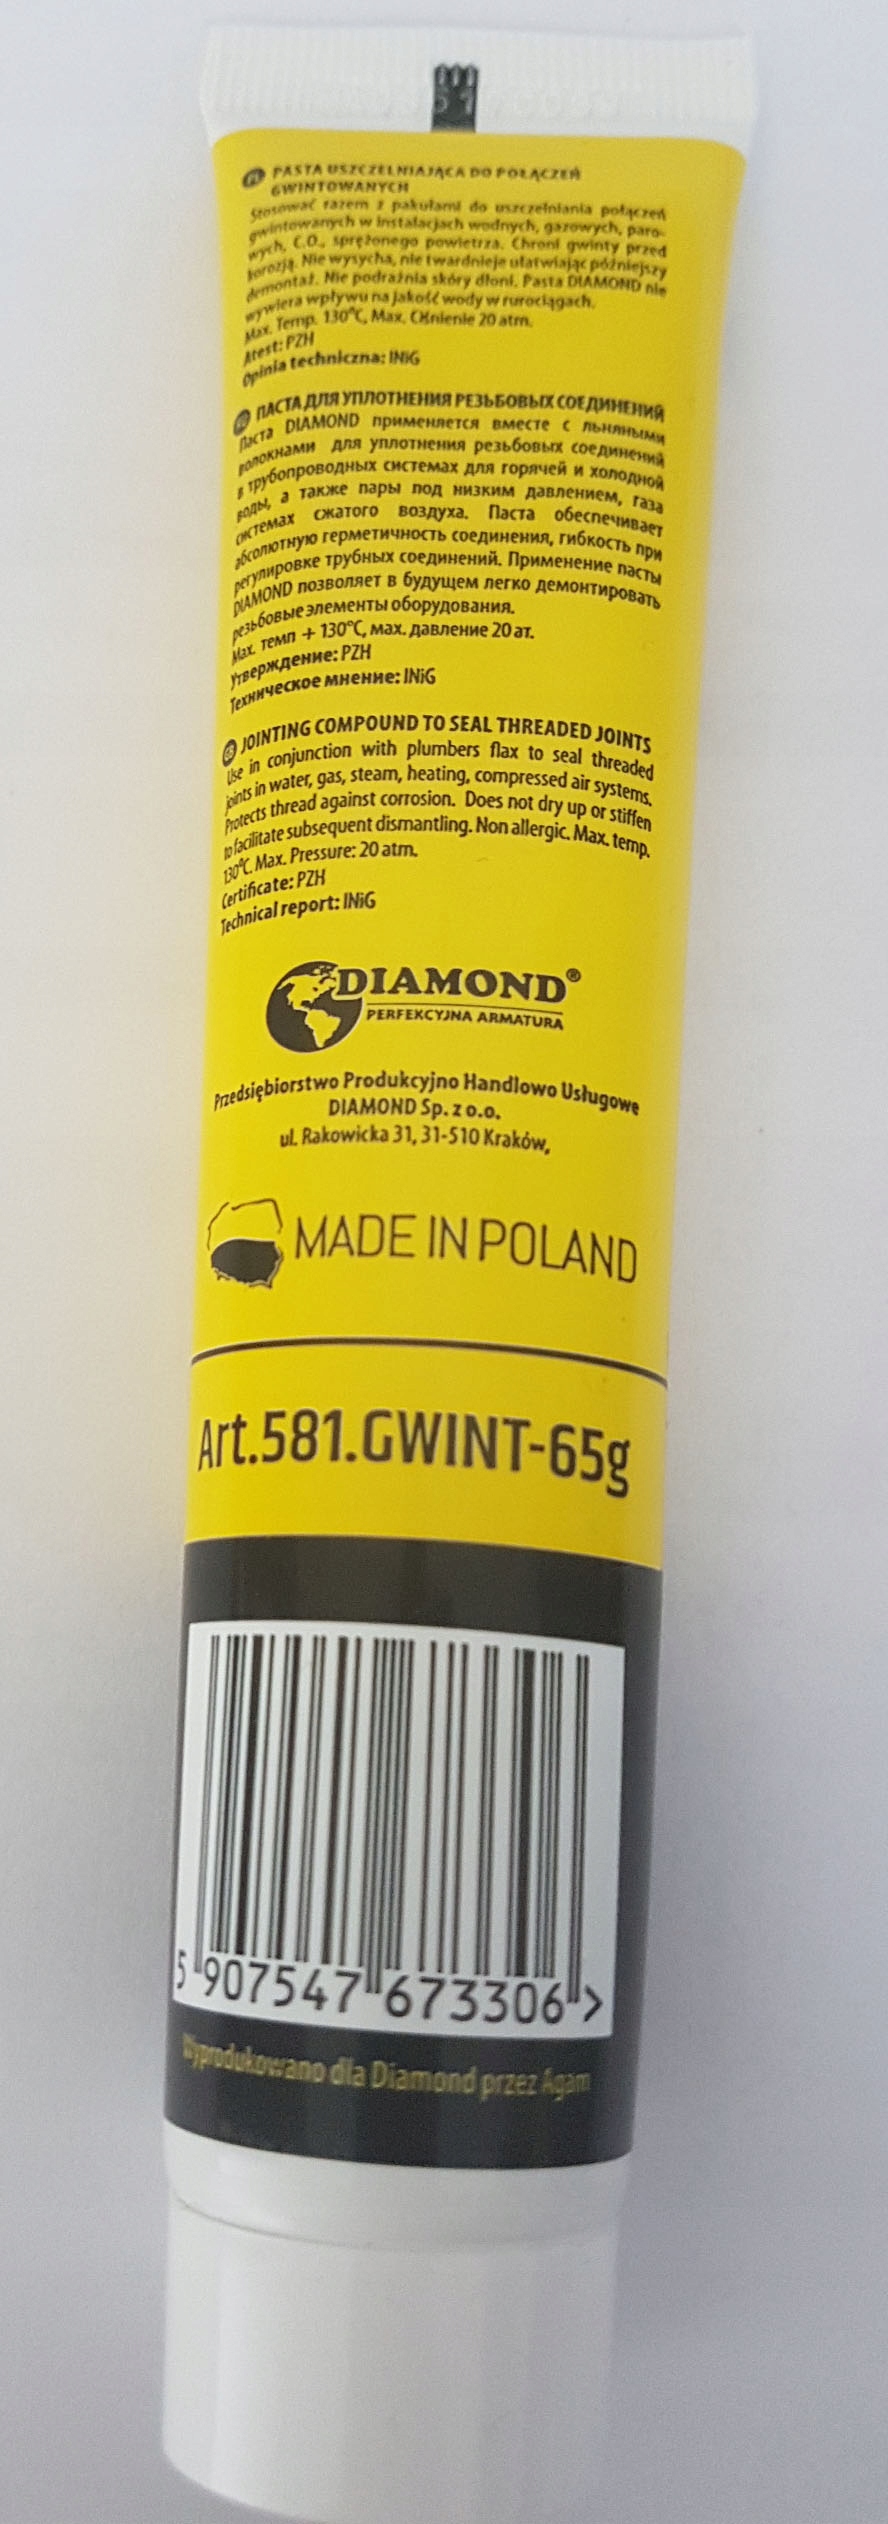 PL PASTA USZCZELNIAJĄCA DO POŁĄCZEŃ
GWINTOWANYCH
Stosować razem z pakułami do uszczelniania połączeń
gwintowanych w instalacjach wodnych, gazowych, paro-
wych, C.O., sprężonego powietrza. Chroni gwinty przed
korozją. Nie wysycha, nie twardnieje ułatwiając późniejszy
demontaż. Nie podrażnia skóry dłoni. Pasta DIAMOND nie
wywiera wpływu na jakość wody w rurociągach.
Max. Temp. 130°C, Max. Ciśnienie 20 atm.
Atest: PZH
Opinia techniczna: INiG
ПАСТА ДЛЯ УПЛОТНЕНИЯ РЕЗЬБОВЫХ СОЕДИНЕНИЙ
Паста DIAMOND применяется вместе с льняными
волокнами для уплотнения резьбовых соединений
в трубопроводных системах для горячей и холодной
воды, а также пары под низким давлением, газа
системах сжатого воздуха. Паста обеспечивает
абсолютную герметичность соединения, гибкость при
регулировке трубных соединений. Применение пасты
DIAMOND позволяет в будущем легко демонтировать
резьбовые элементы оборудования.
Мах. темп + 130°C, мах. давление 20 ат.
Утверждение: PZH
Техническое мнение: INiG
GB JOINTING COMPOUND TO SEAL THREADED JOINTS
Use in conjunction with plumbers flax to seal threaded
joints in water, gas, steam, heating, compressed air systems.
Protects thread against corrosion. Does not dry up or stiffen
to facilitate subsequent dismantling. Non allergic. Max. temp.
130°C. Max. Pressure: 20 atm.
Certificate: PZH
Technical report: INiG
DIAMOND®
PERFEKCYJNA ARMATURA
Przedsiębiorstwo Produkcyjno Handlowo Usługowe
DIAMOND Sp. z o.o.
ul. Rakowicka 31, 31-510 Kraków,
MADE IN POLAND
Art.581.GWINT-65g
5 907547 673306 >
Wyprodukowano dla Diamond przez Agam